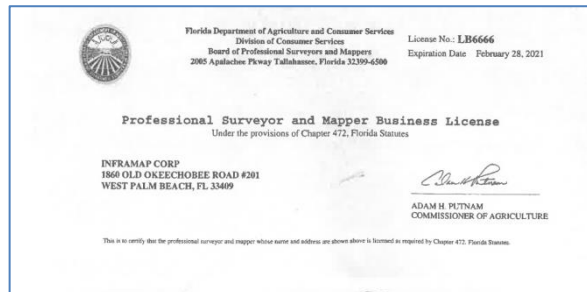 Florida Department of Agriculture and Consumer Services
Division of Consumer Services
Board of Professional Surveyors and Mappers
2005 Apalachee Pkway Tallahassee, Florida 32399-6500
License No.: LB6666
Expiration Date February 28, 2021
Professional Surveyor and Mapper Business License
Under the provisions of Chapter 472, Florida Statutes
INFRAMAP CORP
1860 OLD OKEECHOBEE ROAD #201
WEST PALM BEACH, FL 33409
ADAM H. PUTNAM
COMMISSIONER OF AGRICULTURE
This is to certify that the professional surveyor and mapper whose name and address are shown above is licensed as required by Chapter 472, Florida Statutes.